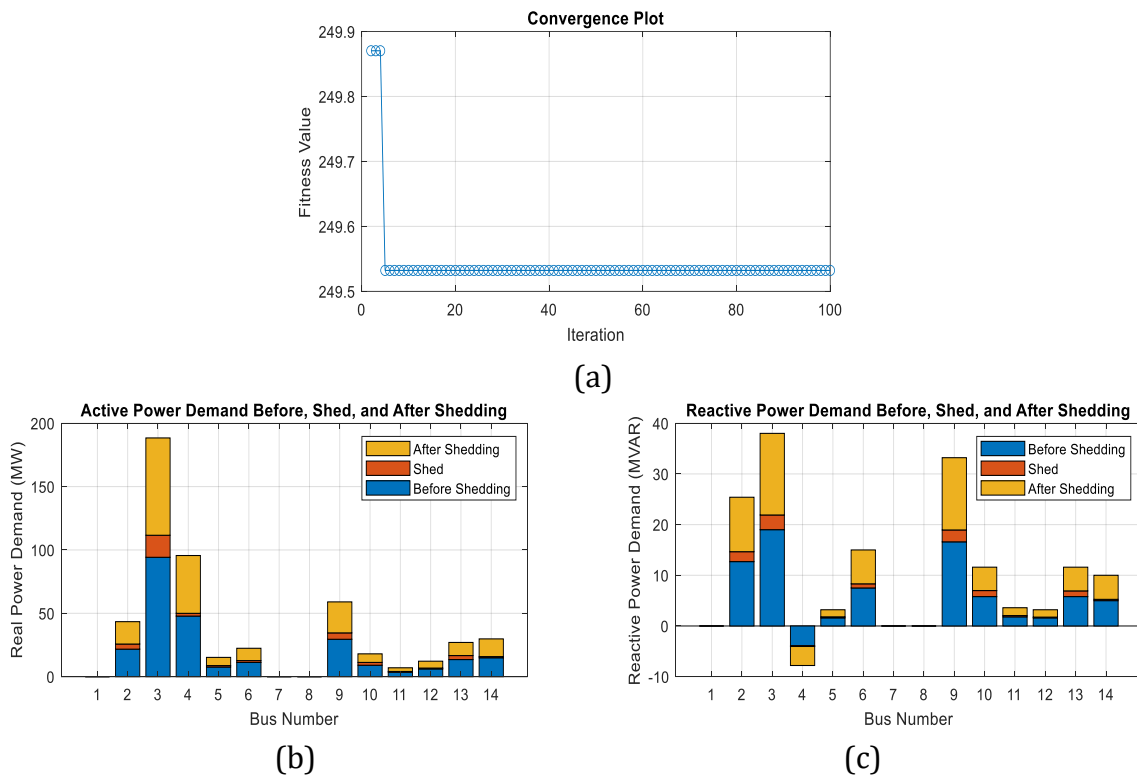 Convergence Plot
249.9
249.8
249.7
249.6
249.5
Fitness Value
0 20 40 60 80 100
Iteration
(a)
Active Power Demand Before, Shed, and After Shedding
200
150
100
50
0
Real Power Demand (MW)
After Shedding
Shed
Before Shedding
1 2 3 4 5 6 7 8 9 10 11 12 13 14
Bus Number
(b)
Reactive Power Demand Before, Shed, and After Shedding
40
30
20
10
0
-10
Reactive Power Demand (MVAR)
Before Shedding
Shed
After Shedding
1 2 3 4 5 6 7 8 9 10 11 12 13 14
Bus Number
(c)